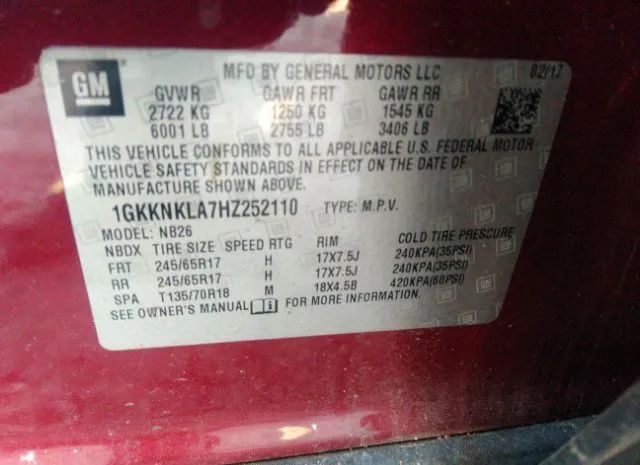 GM
MFD BY GENERAL MOTORS LLC 02/17
GVWR GAWR FRT GAWR RR
2722 KG 1250 KG 1545 KG
6001 LB 2755 LB 3406 LB
THIS VEHICLE CONFORMS TO ALL APPLICABLE U.S. FEDERAL MOTOR
VEHICLE SAFETY STANDARDS IN EFFECT ON THE DATE OF
MANUFACTURE SHOWN ABOVE.
1GKKNKLA7HZ252110 TYPE: M.P.V.
MODEL: NB26
NBDX TIRE SIZE SPEED RTG RIM COLD TIRE PRESSURE
FRT 245/65R17 H 17X7.5J 240KPA(35PSI)
RR 245/65R17 H 17X7.5J 240KPA(35PSI)
SPA T135/70R18 M 18X4.5B 420KPA(60PSI)
SEE OWNER'S MANUAL FOR MORE INFORMATION.